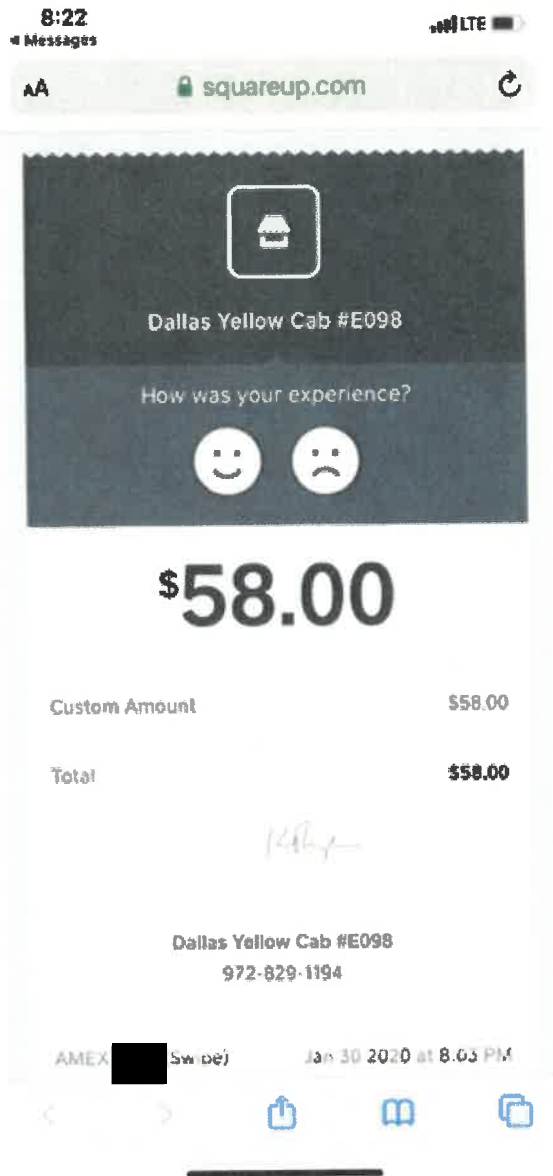 8:22
LTE
◀ Messages
AA squareup.com
Dallas Yellow Cab #E098
How was your experience?
$58.00
Custom Amount $58.00
Total $58.00
Dallas Yellow Cab #E098
972-829-1194
AMEX Swipe) Jan 30 2020 at 8:03 PM